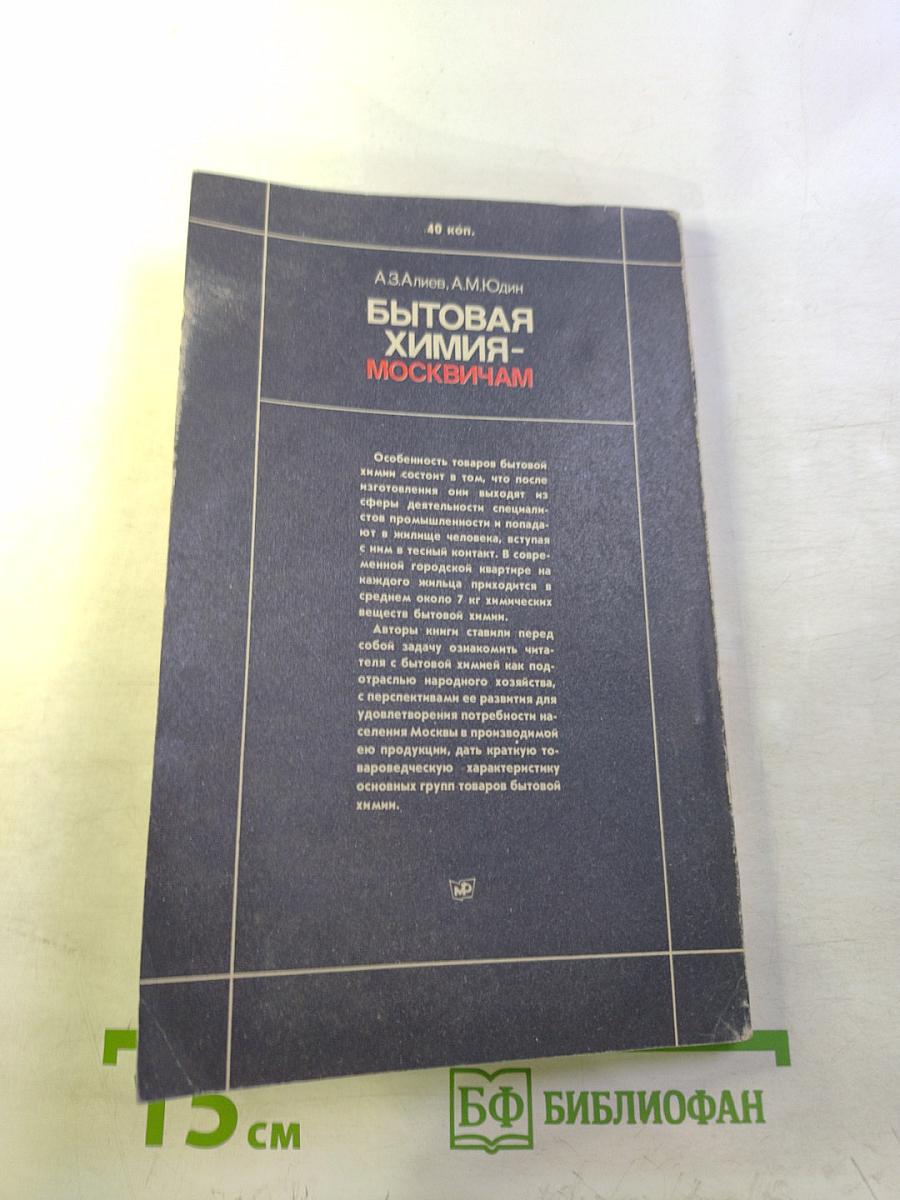 40 коп.
А.З.Алиев, А.М.Юдин
БЫТОВАЯ
ХИМИЯ-
МОСКВИЧАМ
Особенность товаров бытовой
химии состоит в том, что после
изготовления они выходят из
сферы деятельности специали-
стов промышленности и попада-
ют в жилище человека, вступая
с ним в тесный контакт. В совре-
менной городской квартире на
каждого жильца приходится в
среднем около 7 кг химических
веществ бытовой химии.
Авторы книги ставили перед
собой задачу ознакомить чита-
теля с бытовой химией как под-
отраслью народного хозяйства,
с перспективами ее развития для
удовлетворения потребности на-
селения Москвы в производимой
ею продукции, дать краткую то-
вароведческую характеристику
основных групп товаров бытовой
химии.
МР
15 см
БФ БИБЛИОФАН